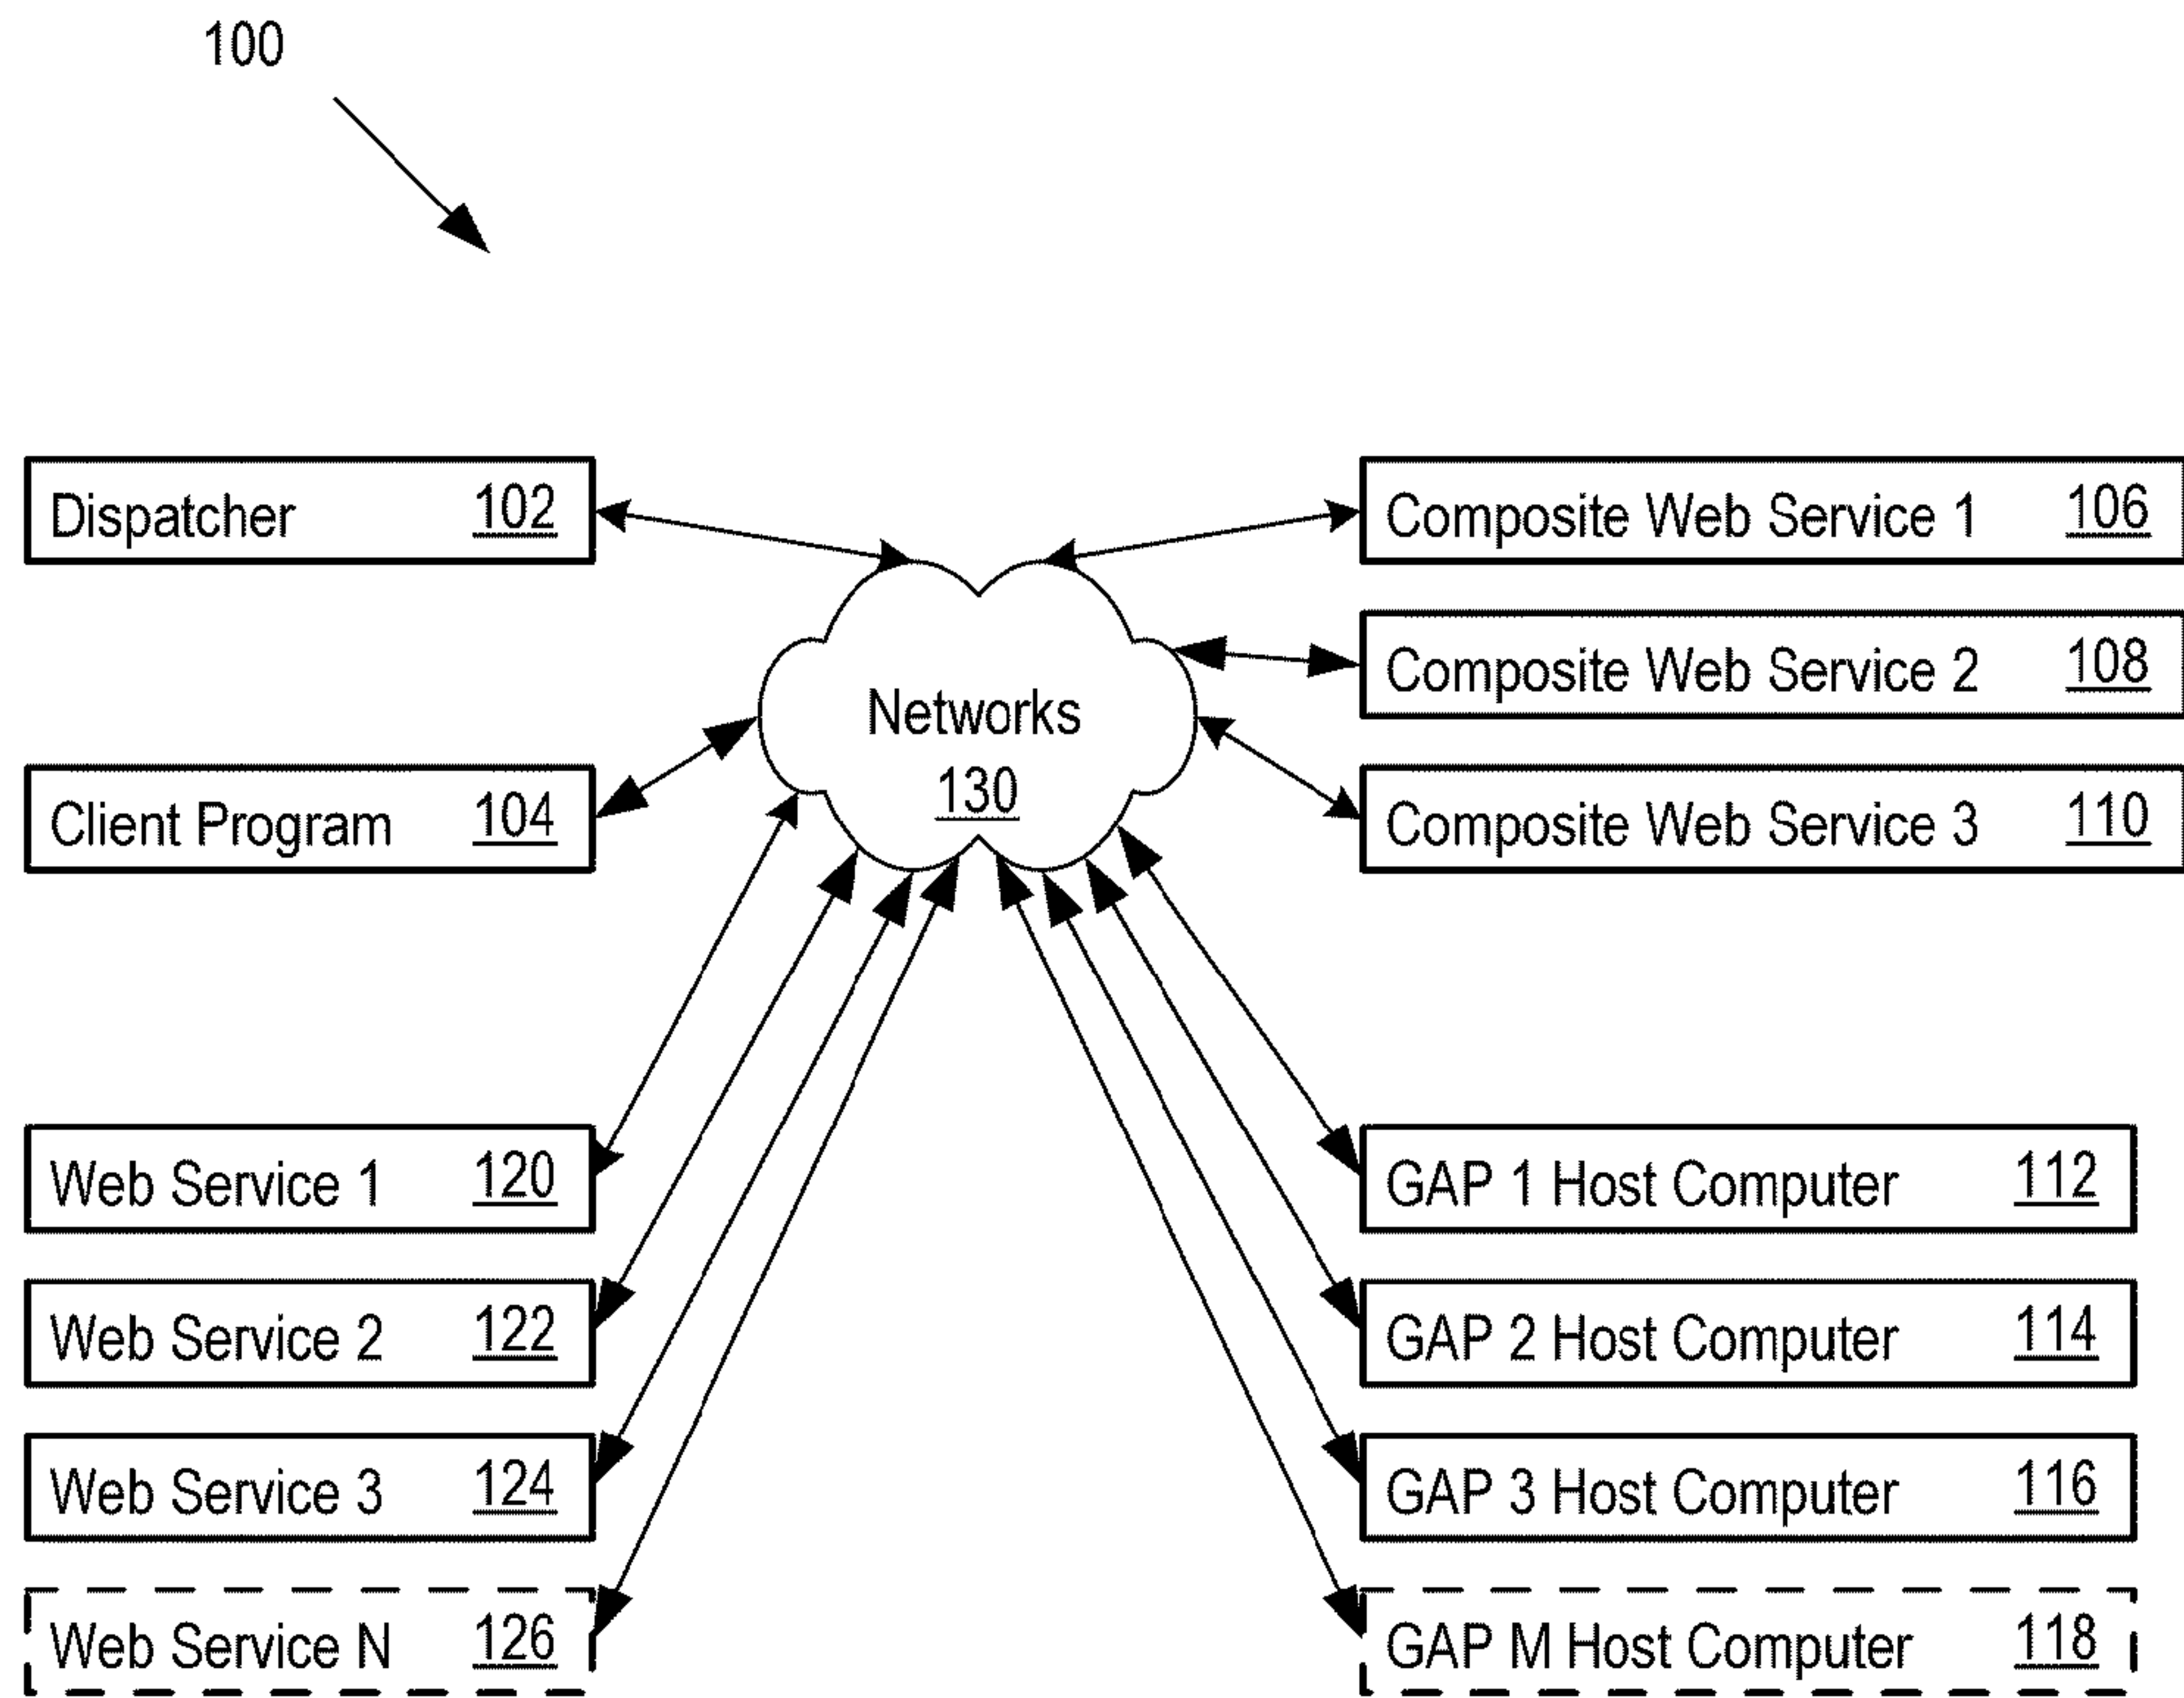 100
Dispatcher 102
Composite Web Service 1 106
Composite Web Service 2 108
Networks
130
Client Program 104
Composite Web Service 3 110
Web Service 1 120
GAP 1 Host Computer 112
Web Service 2 122
GAP 2 Host Computer 114
Web Service 3 124
GAP 3 Host Computer 116
Web Service N 126
GAP M Host Computer 118